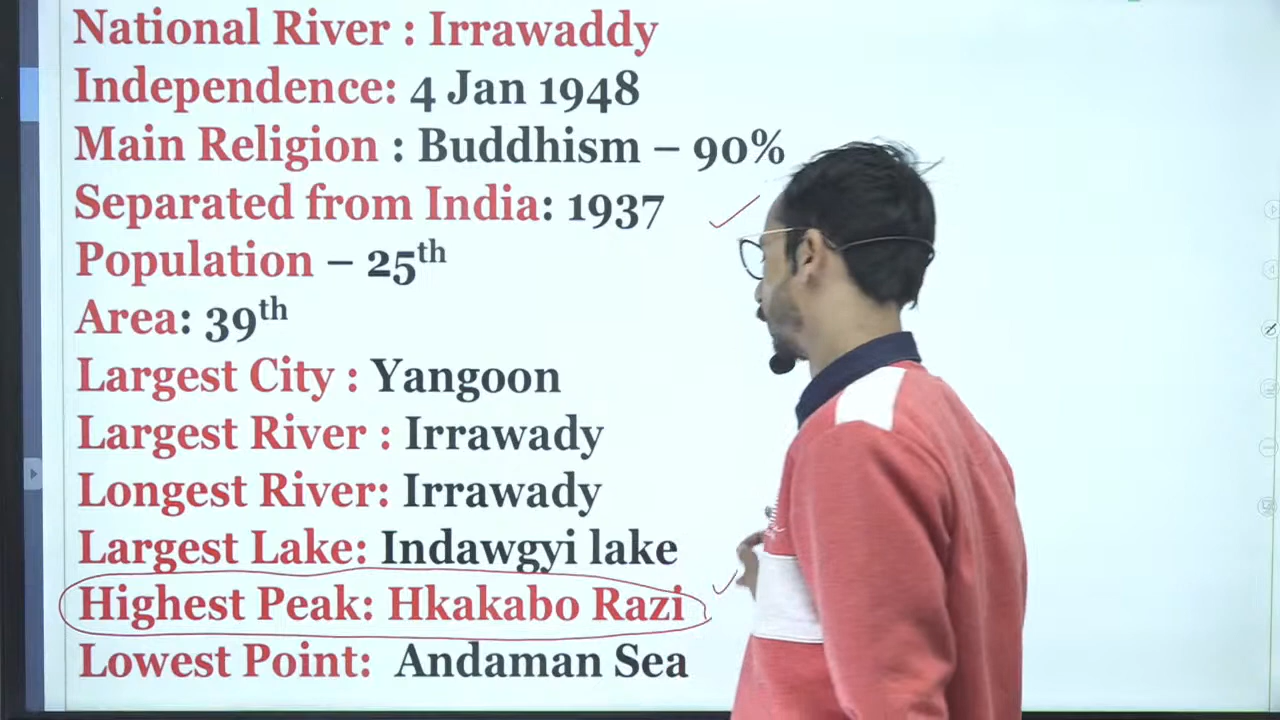 National River : Irrawaddy
Independence: 4 Jan 1948
Main Religion : Buddhism – 90%
Separated from India: 1937
Population – 25th
Area: 39th
Largest City : Yangoon
Largest River : Irrawady
Longest River: Irrawady
Largest Lake: Indawgyi lake
Highest Peak: Hkakabo Razi
Lowest Point: Andaman Sea